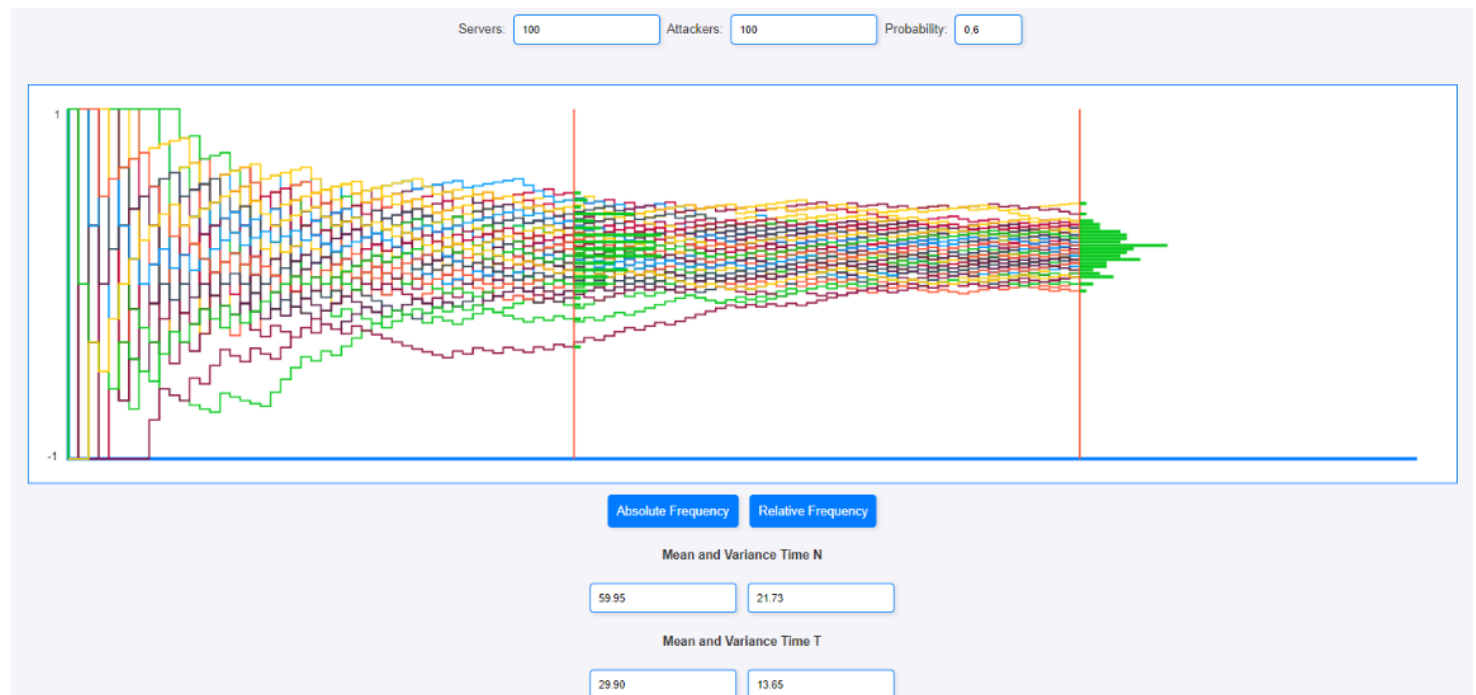 Servers: 100 Attackers: 100 Probability: 0,6
1
-1
Absolute Frequency Relative Frequency
Mean and Variance Time N
59.95 21.73
Mean and Variance Time T
29.90 13.65